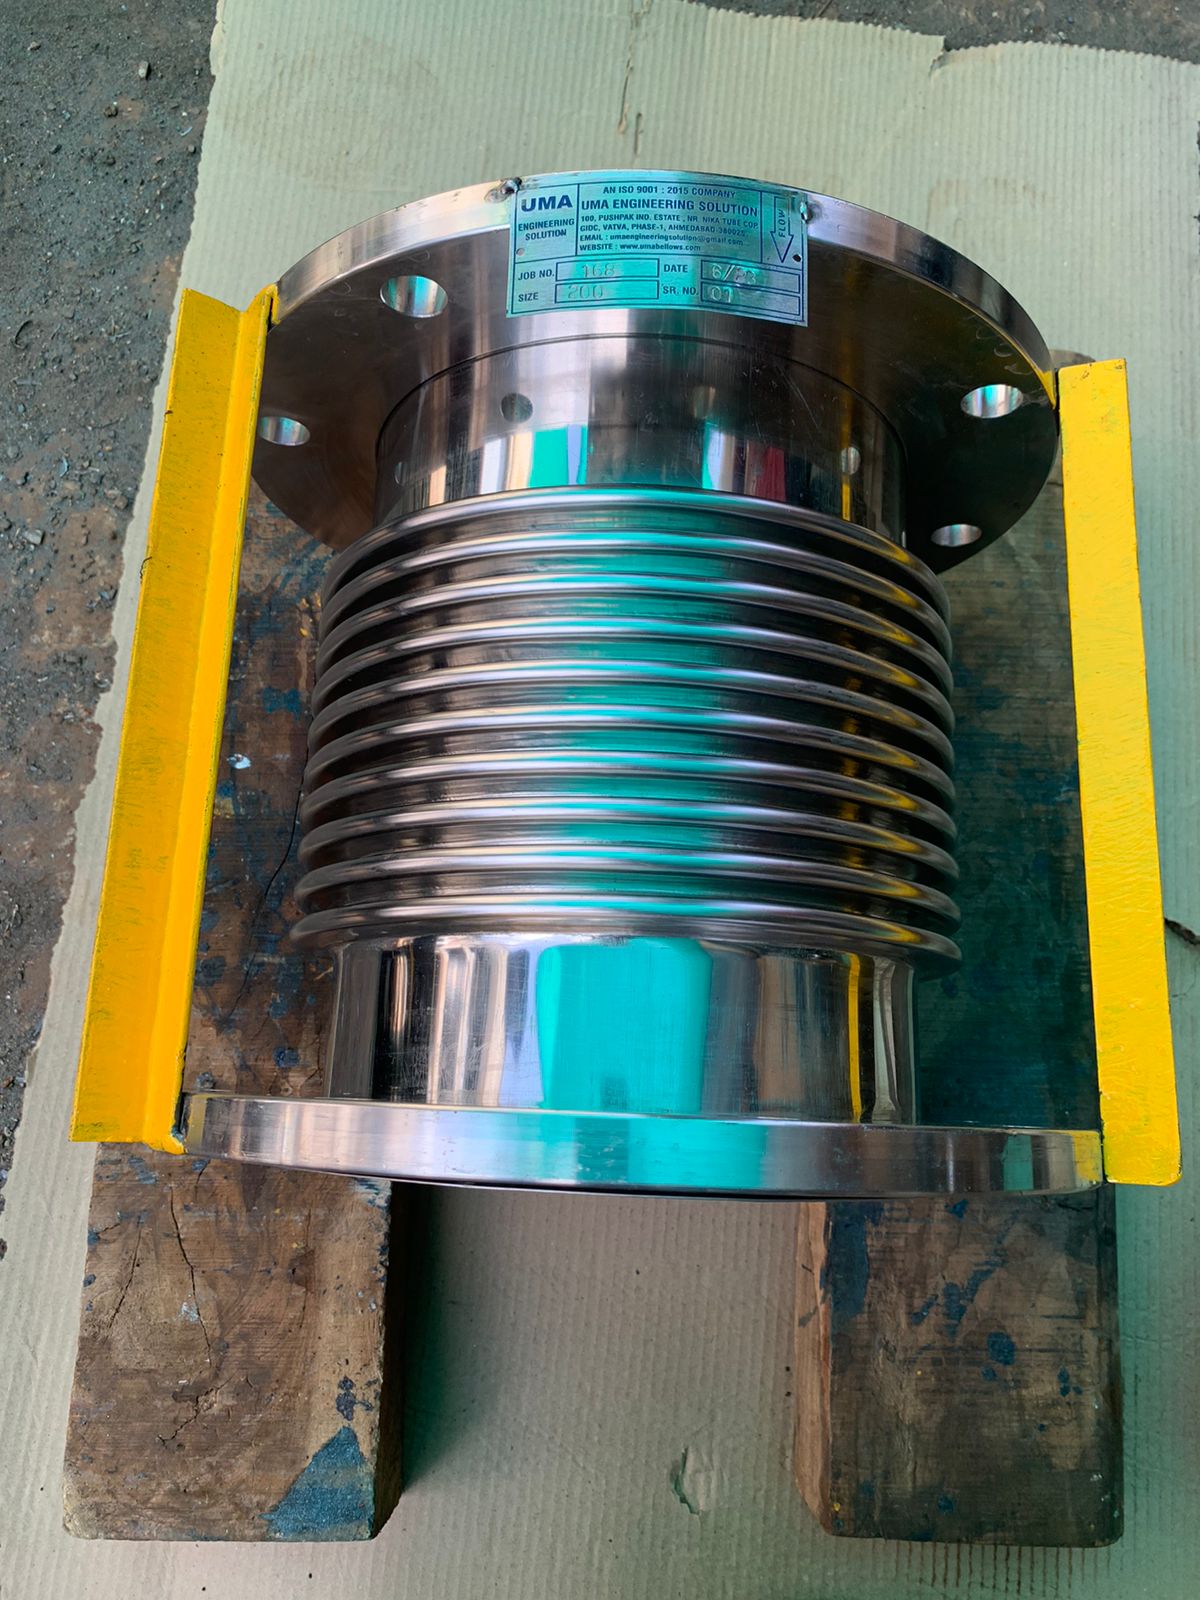 UMA
ENGINEERING
SOLUTION
AN ISO 9001 : 2015 COMPANY
UMA ENGINEERING SOLUTION
100, PUSHPAK IND. ESTATE , NR. NIKA TUBE COP
GIDC, VATVA, PHASE-1, AHMEDABAD-380025
EMAIL : umaengineeringsolution@gmail.com
WEBSITE : www.umabellows.com
FLOW
JOB NO. 168 DATE 6/23
SIZE 200 SR. NO. 01